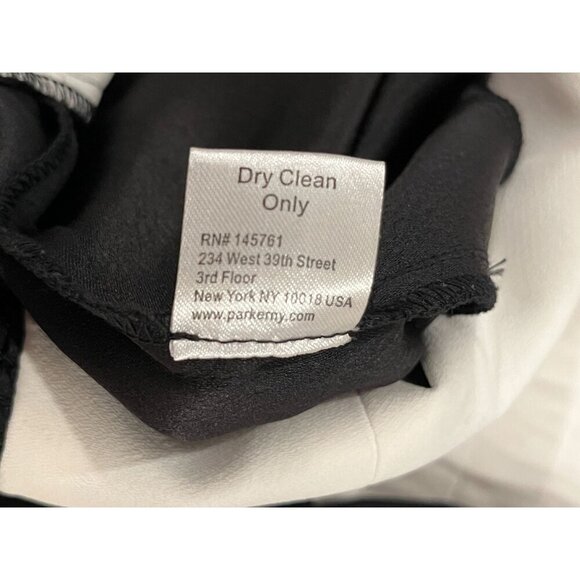 Dry Clean
Only
RN# 145761
234 West 39th Street
3rd Floor
New York NY 10018 USA
www.parkerny.com